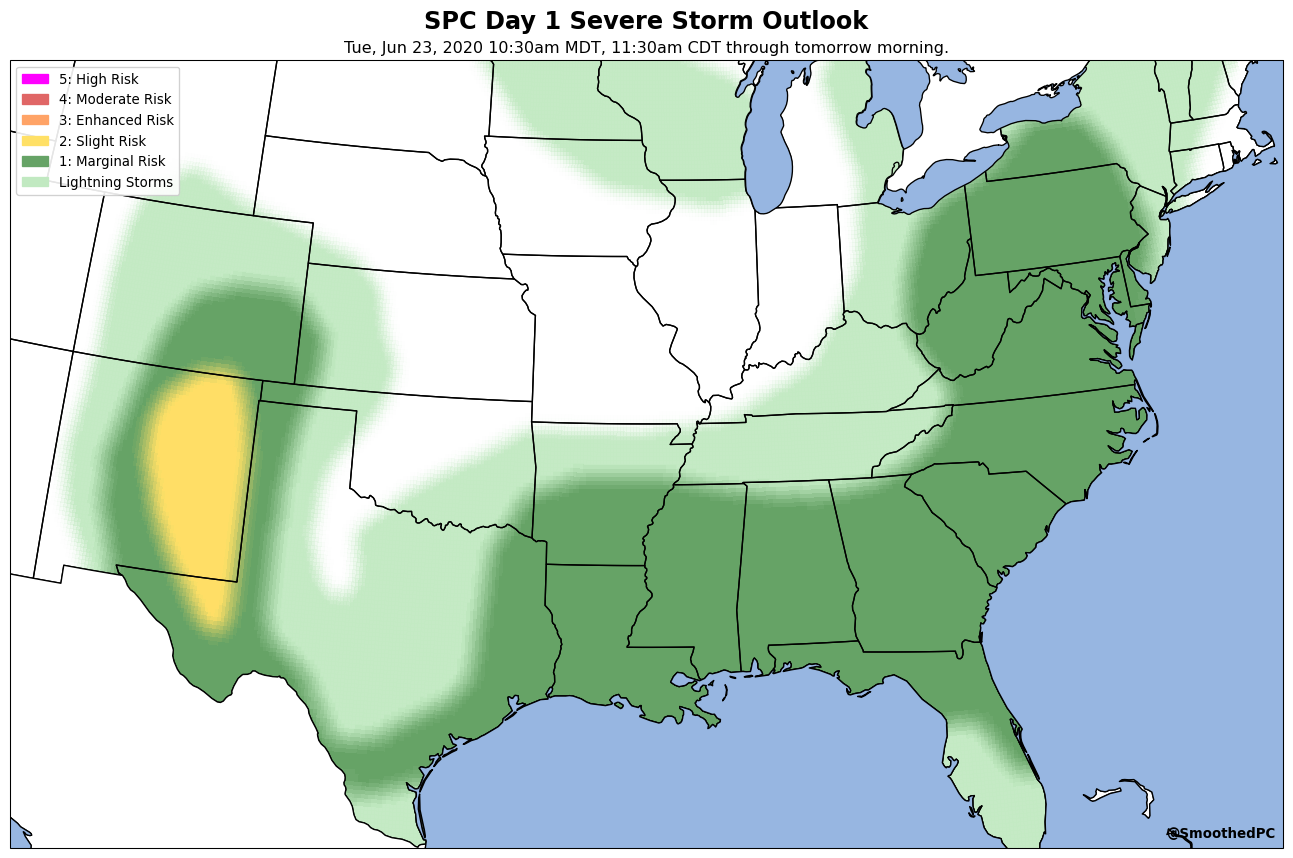 SPC Day 1 Severe Storm Outlook
Tue, Jun 23, 2020 10:30am MDT, 11:30am CDT through tomorrow morning.
5: High Risk
4: Moderate Risk
3: Enhanced Risk
2: Slight Risk
1: Marginal Risk
Lightning Storms
@SmoothedPC